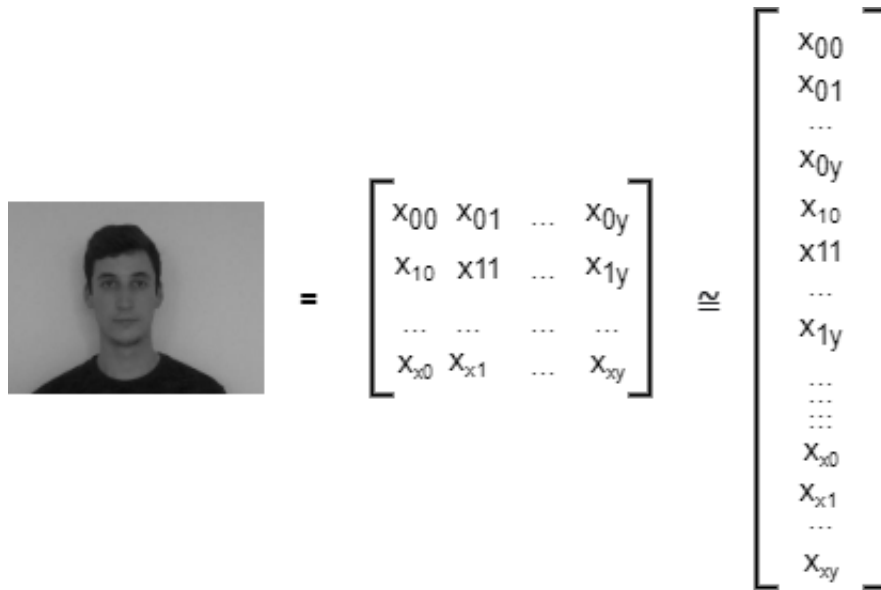 =
x00 x01 ... x0y
x10 x11 ... x1y
... ... ... ...
xx0 xx1 ... xxy
≅
x00
x01
...
x0y
x10
x11
...
x1y
...
...
...
...
xx0
xx1
...
xxy